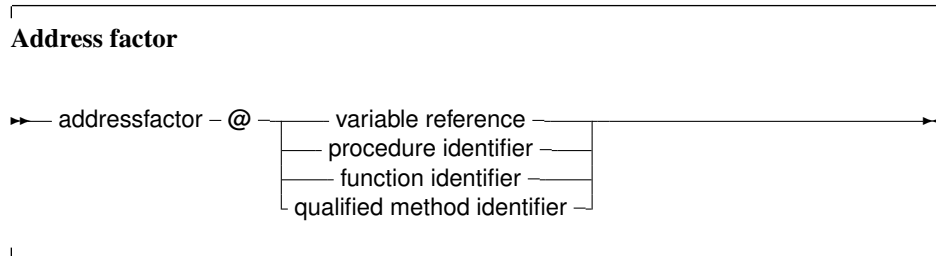 Address factor
addressfactor @ variable reference
procedure identifier
function identifier
qualified method identifier